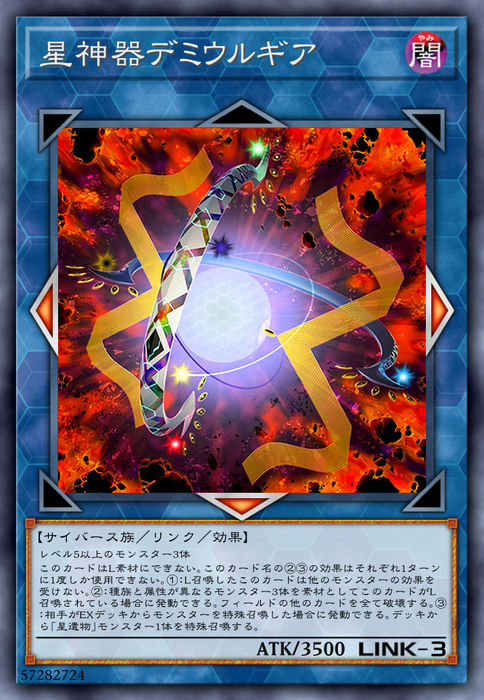 星神器デミウルギア
やみ
闇
【サイバース族／リンク／効果】
レベル5以上のモンスター3体
このカードはL素材にできない。このカード名の②③の効果はそれぞれ1ターン
に1度しか使用できない。①：L召喚したこのカードは他のモンスターの効果を
受けない。②：種族と属性が異なるモンスター3体を素材としてこのカードがL
召喚されている場合に発動できる。フィールドの他のカードを全て破壊する。③
：相手がEXデッキからモンスターを特殊召喚した場合に発動できる。デッキか
ら「星遺物」モンスター1体を特殊召喚する。
ATK/3500 LINK-3
57282724